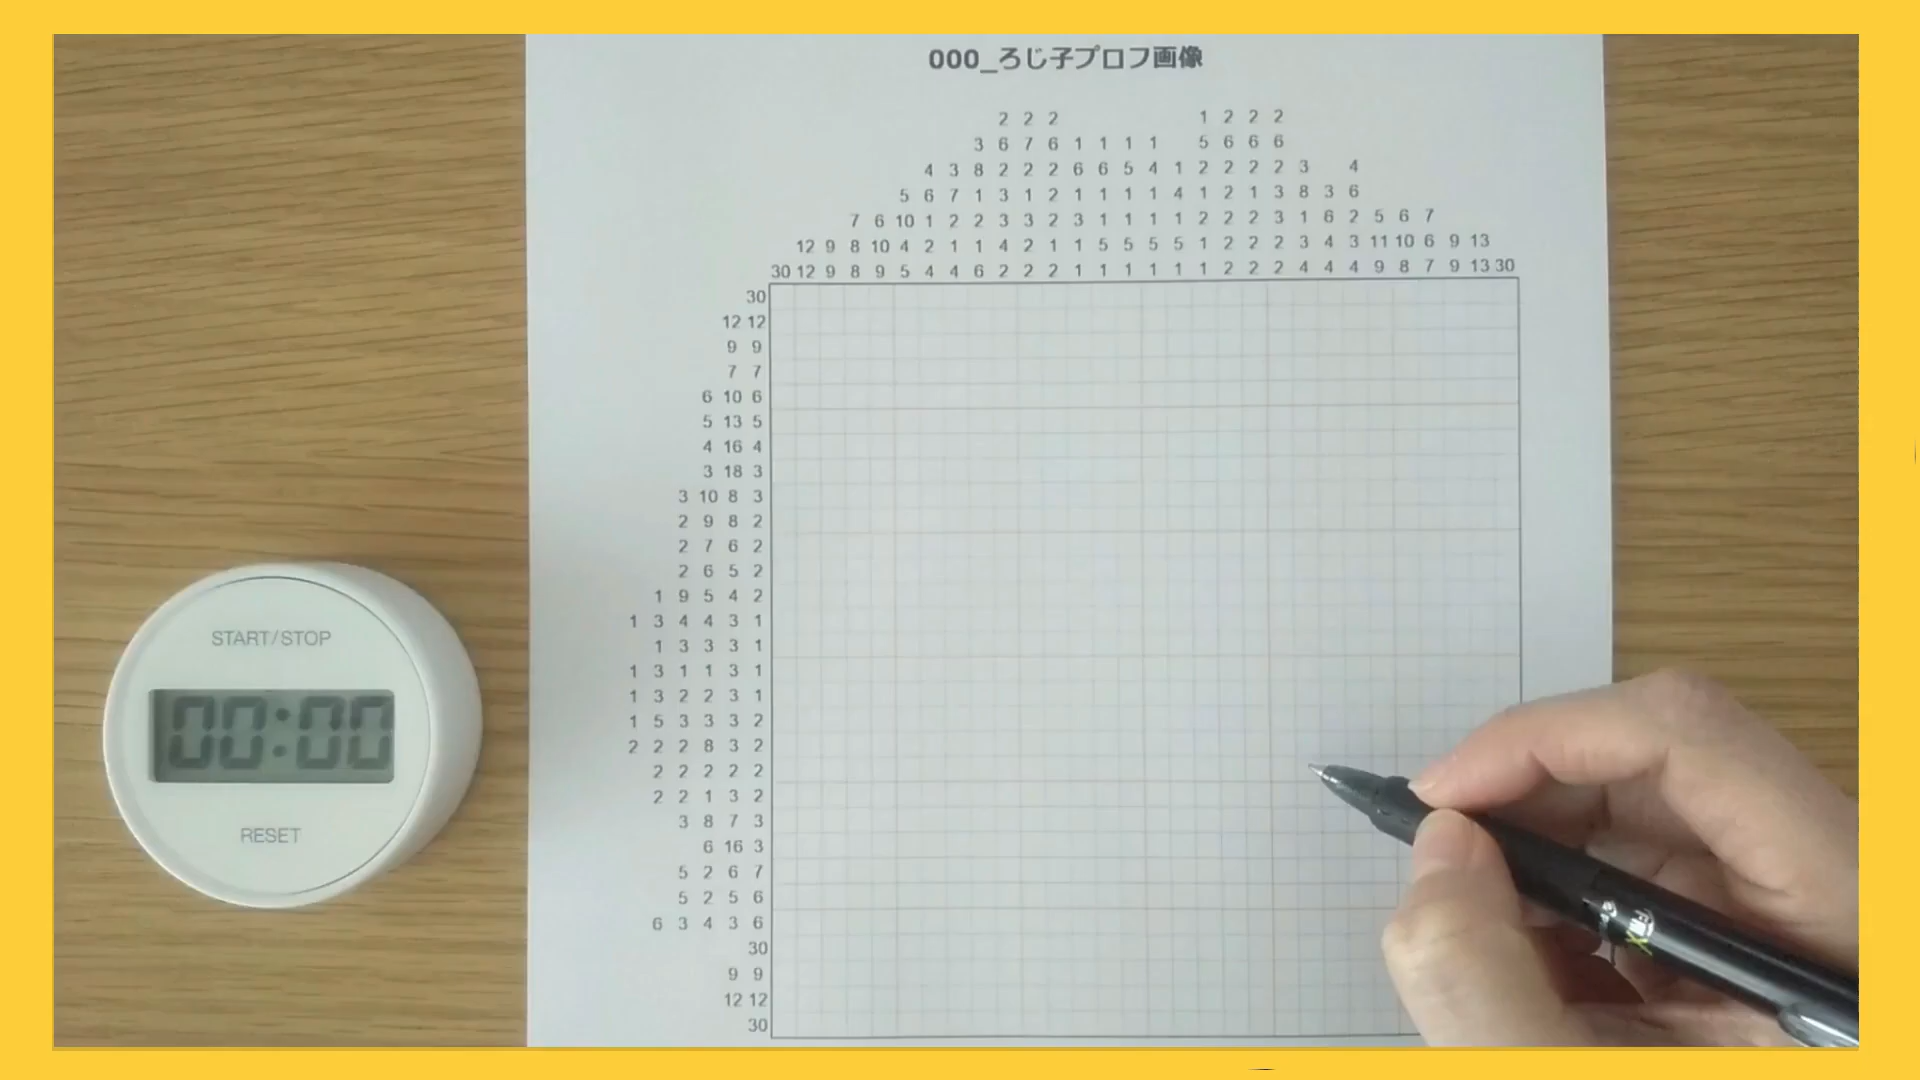 000_ろじ子プロフ画像
2 2 2 1 2 2 2
3 6 7 6 1 1 1 1 5 6 6 6
4 3 8 2 2 2 6 6 5 4 1 2 2 2 2 3 4
5 6 7 1 3 1 2 1 1 1 1 4 1 2 1 3 8 3 6
7 6 10 1 2 2 3 3 2 3 1 1 1 1 2 2 2 3 1 6 2 5 6 7
12 9 8 10 4 2 1 1 4 2 1 1 5 5 5 5 1 2 2 2 3 4 3 11 10 6 9 13
30 12 9 8 9 5 4 4 6 2 2 2 1 1 1 1 1 1 2 2 2 4 4 4 9 8 7 9 13 30
30
12 12
9 9
7 7
6 10 6
5 13 5
4 16 4
3 18 3
3 10 8 3
2 9 8 2
2 7 6 2
2 6 5 2
1 9 5 4 2
1 3 4 4 3 1
1 3 3 3 1
1 3 1 1 3 1
1 3 2 2 3 1
1 5 3 3 3 2
2 2 2 8 3 2
2 2 2 2 2
2 2 1 3 2
3 8 7 3
6 16 3
5 2 6 7
5 2 5 6
6 3 4 3 6
30
9 9
12 12
30
START/STOP
00:00
RESET